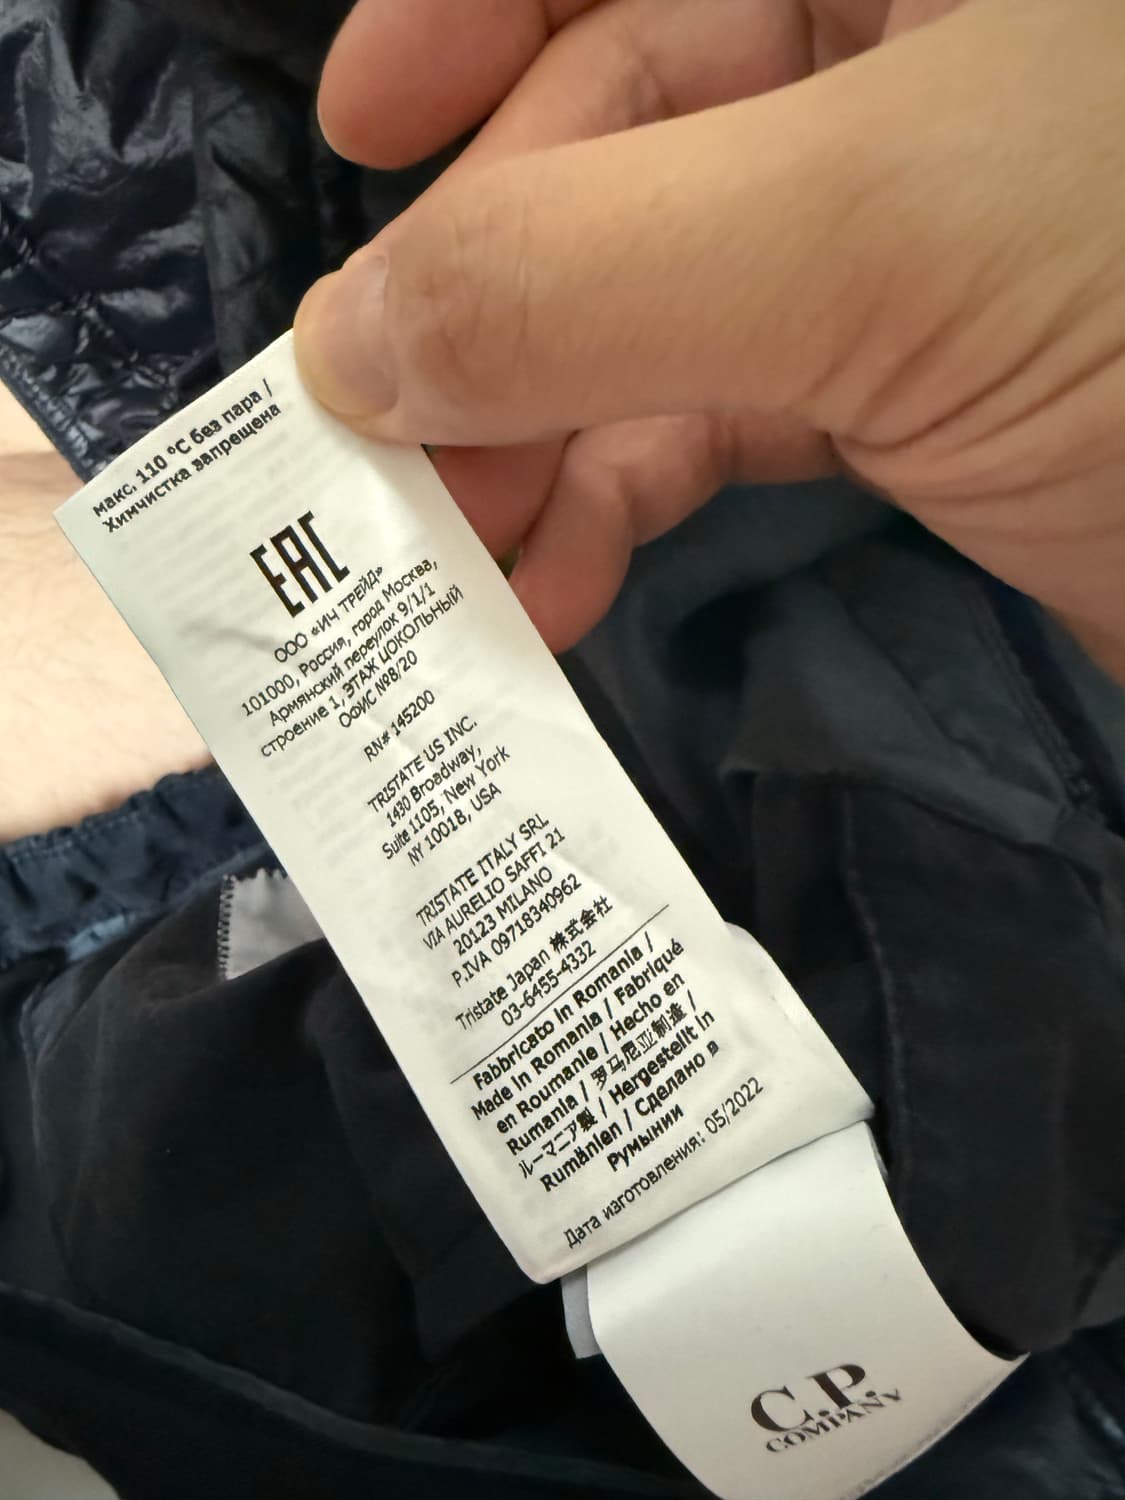 макс. 110 °C без пара /
Химчистка запрещена
EAC
ООО «ИЧ ТРЕЙД»
101000, Россия, город Москва,
Армянский переулок 9/1/1
строение 1, ЭТАЖ ЦОКОЛЬНЫЙ
ОФИС №8/20
RN# 145200
TRISTATE US INC.
1430 Broadway,
Suite 1105, New York
NY 10018, USA
TRISTATE ITALY SRL
VIA AURELIO SAFFI 21
20123 MILANO
P.IVA 09718340962
Tristate Japan 株式会社
03-6455-4332
Fabbricato in Romania /
Made in Romania / Fabriqué
en Roumanie / Hecho en
Rumania / 罗马尼亚制造 /
ルーマニア製 / Hergestellt in
Rumänien / Сделано в
Румынии
Дата изготовления: 05/2022
C.P.
COMPANY